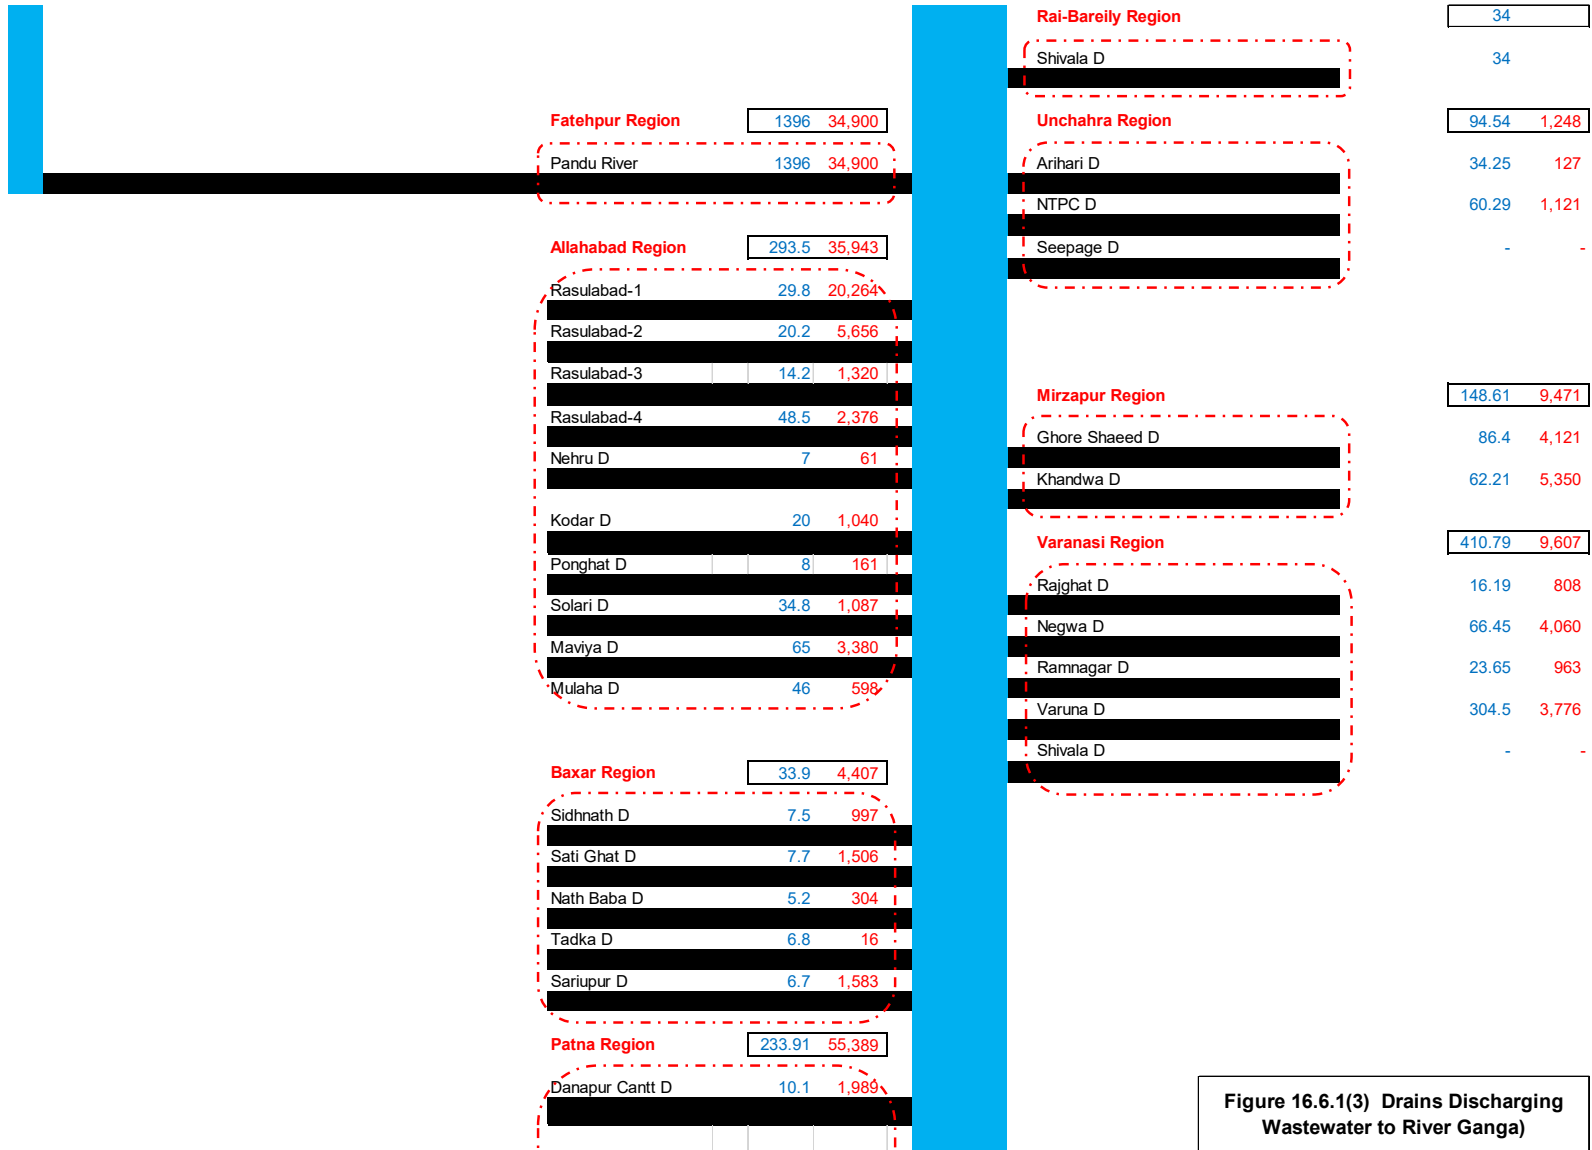 Fatehpur Region 1396 34,900
Pandu River 1396 34,900
Allahabad Region 293.5 35,943
Rasulabad-1 29.8 20,264
Rasulabad-2 20.2 5,656
Rasulabad-3 14.2 1,320
Rasulabad-4 48.5 2,376
Nehru D 7 61
Kodar D 20 1,040
Ponghat D 8 161
Solari D 34.8 1,087
Maviya D 65 3,380
Mulaha D 46 598
Baxar Region 33.9 4,407
Sidhnath D 7.5 997
Sati Ghat D 7.7 1,506
Nath Baba D 5.2 304
Tadka D 6.8 16
Sariupur D 6.7 1,583
Patna Region 233.91 55,389
Danapur Cantt D 10.1 1,989
Rai-Bareily Region 34
Shivala D 34
Unchahra Region 94.54 1,248
Arihari D 34.25 127
NTPC D 60.29 1,121
Seepage D - -
Mirzapur Region 148.61 9,471
Ghore Shaeed D 86.4 4,121
Khandwa D 62.21 5,350
Varanasi Region 410.79 9,607
Rajghat D 16.19 808
Negwa D 66.45 4,060
Ramnagar D 23.65 963
Varuna D 304.5 3,776
Shivala D - -
Figure 16.6.1(3) Drains Discharging
Wastewater to River Ganga)